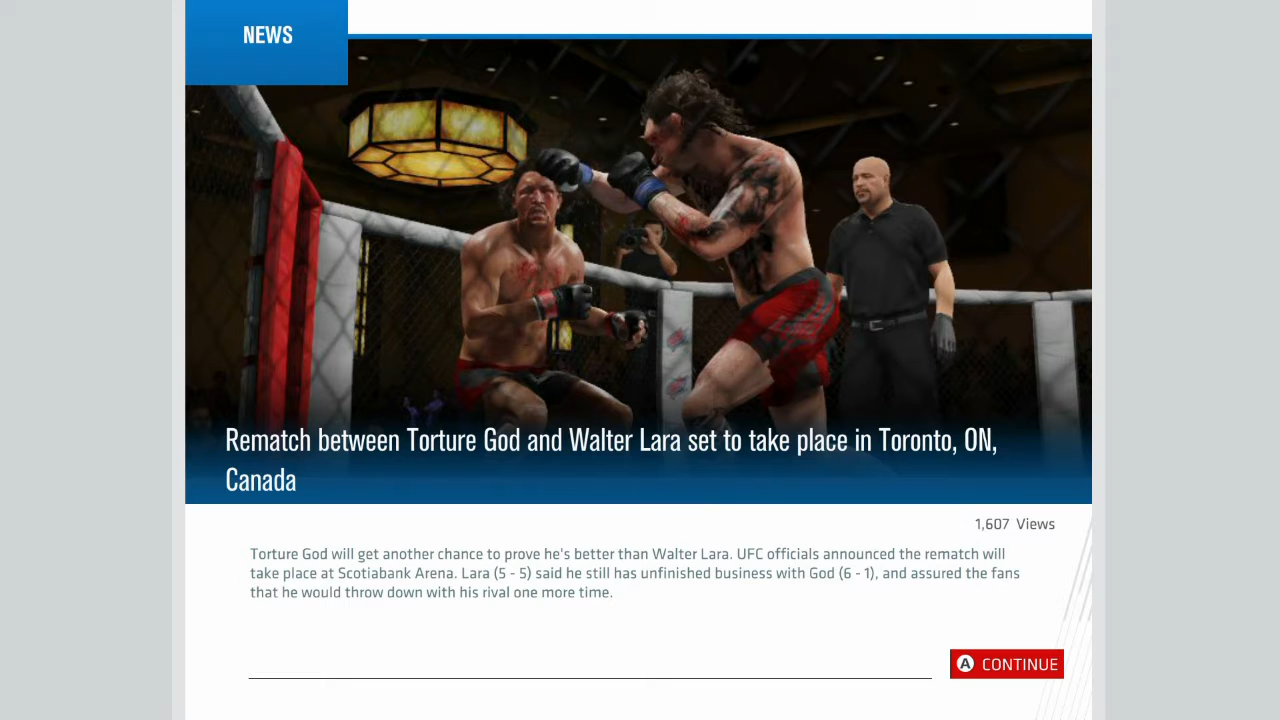 NEWS
Rematch between Torture God and Walter Lara set to take place in Toronto, ON,
Canada
1,607 Views
Torture God will get another chance to prove he's better than Walter Lara. UFC officials announced the rematch will
take place at Scotiabank Arena. Lara (5 - 5) said he still has unfinished business with God (6 - 1), and assured the fans
that he would throw down with his rival one more time.
A CONTINUE